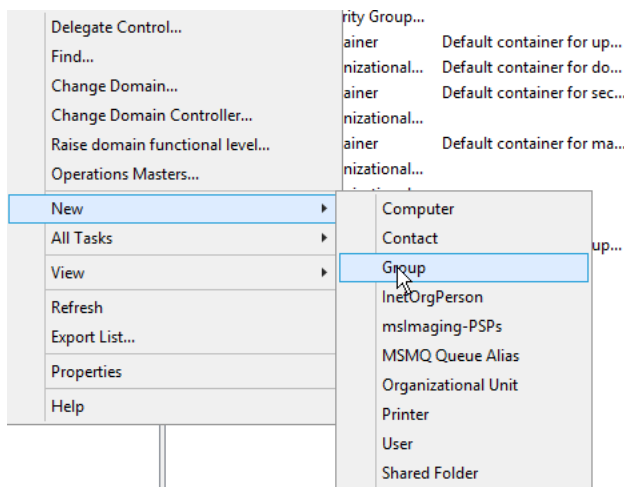 Delegate Control...
Find...
Change Domain...
Change Domain Controller...
Raise domain functional level...
Operations Masters...
New
All Tasks
View
Refresh
Export List...
Properties
Help
rity Group...
ainer Default container for up...
nizational... Default container for do...
ainer Default container for sec...
nizational...
ainer Default container for ma...
nizational...
up...
Computer
Contact
Group
InetOrgPerson
msImaging-PSPs
MSMQ Queue Alias
Organizational Unit
Printer
User
Shared Folder